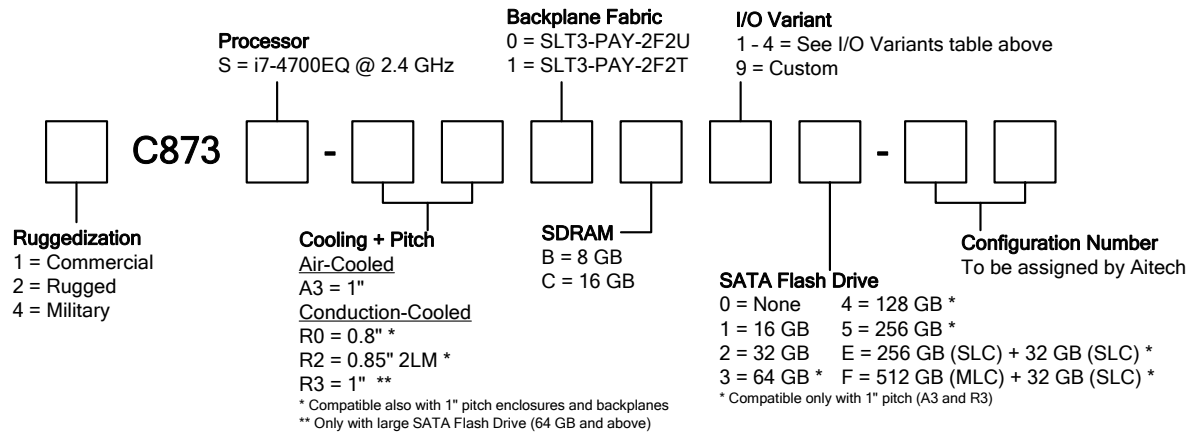 Processor
S = i7-4700EQ @ 2.4 GHz
Backplane Fabric
0 = SLT3-PAY-2F2U
1 = SLT3-PAY-2F2T
I/O Variant
1 - 4 = See I/O Variants table above
9 = Custom
C873 - -
Ruggedization
1 = Commercial
2 = Rugged
4 = Military
Cooling + Pitch
Air-Cooled
A3 = 1"
Conduction-Cooled
R0 = 0.8" *
R2 = 0.85" 2LM *
R3 = 1" **
* Compatible also with 1" pitch enclosures and backplanes
** Only with large SATA Flash Drive (64 GB and above)
SDRAM
B = 8 GB
C = 16 GB
SATA Flash Drive
0 = None 4 = 128 GB *
1 = 16 GB 5 = 256 GB *
2 = 32 GB E = 256 GB (SLC) + 32 GB (SLC) *
3 = 64 GB * F = 512 GB (MLC) + 32 GB (SLC) *
* Compatible only with 1" pitch (A3 and R3)
Configuration Number
To be assigned by Aitech